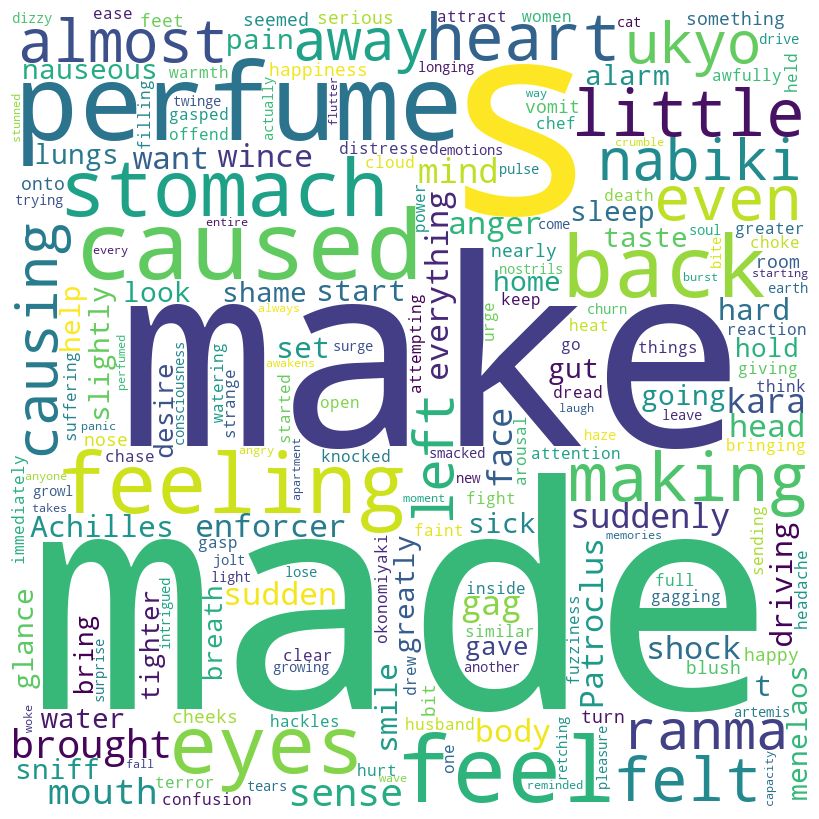 dizzy
ease
feet
seemed
serious
attract
women
cat
something
drive
almost
pain
away
heart
ukyo
held
nauseous
warmth
happiness
longing
alarm
awfully
perfume
s
little
stunned
twinge
gasped
actually
flutter
way
vomit
offend
filling
chef
lungs
want
wince
distressed
emotions
crumble
nabiki
onto
trying
cloud
mind
pulse
death
stomach
even
entire
power
anger
come
sleep
soul
greater
every
caused
nearly
taste
choke
bite
nostrils
back
home
burst
room
starting
earth
causing
look
shame
start
everything
urge
keep
hard
reaction
help
slightly
always
attempting
heat
set
surge
make
go
things
hold
giving
suffering
desire
consciousness
watering
strange
awakens
open
gut
going
kara
think
perfumed
started
dread
laugh
leave
bringing
panic
nose
chase
knocked
left
smacked
arousal
haze
face
new
attention
head
anyone
angry
apartment
feeling
making
growl
moment
fight
takes
immediately
Achilles
enforcer
faint
sick
suddenly
memories
gasp
okonomiyaki
sending
driving
headache
jolt
light
lose
sudden
greatly
inside
full
made
gag
gagging
glance
bring
tighter
intrigued
breath
similar
fuzziness
Patroclus
surprise
clear
another
gave
shock
happy
growing
drew
blush
water
cheeks
smile
bit
husband
turn
t
artemis
woke
hackles
body
brought
eyes
one
retching
ranma
menelaos
sniff
fall
terror
tears
hurt
wave
feel
felt
pleasure
capacity
mouth
confusion
sense
reminded